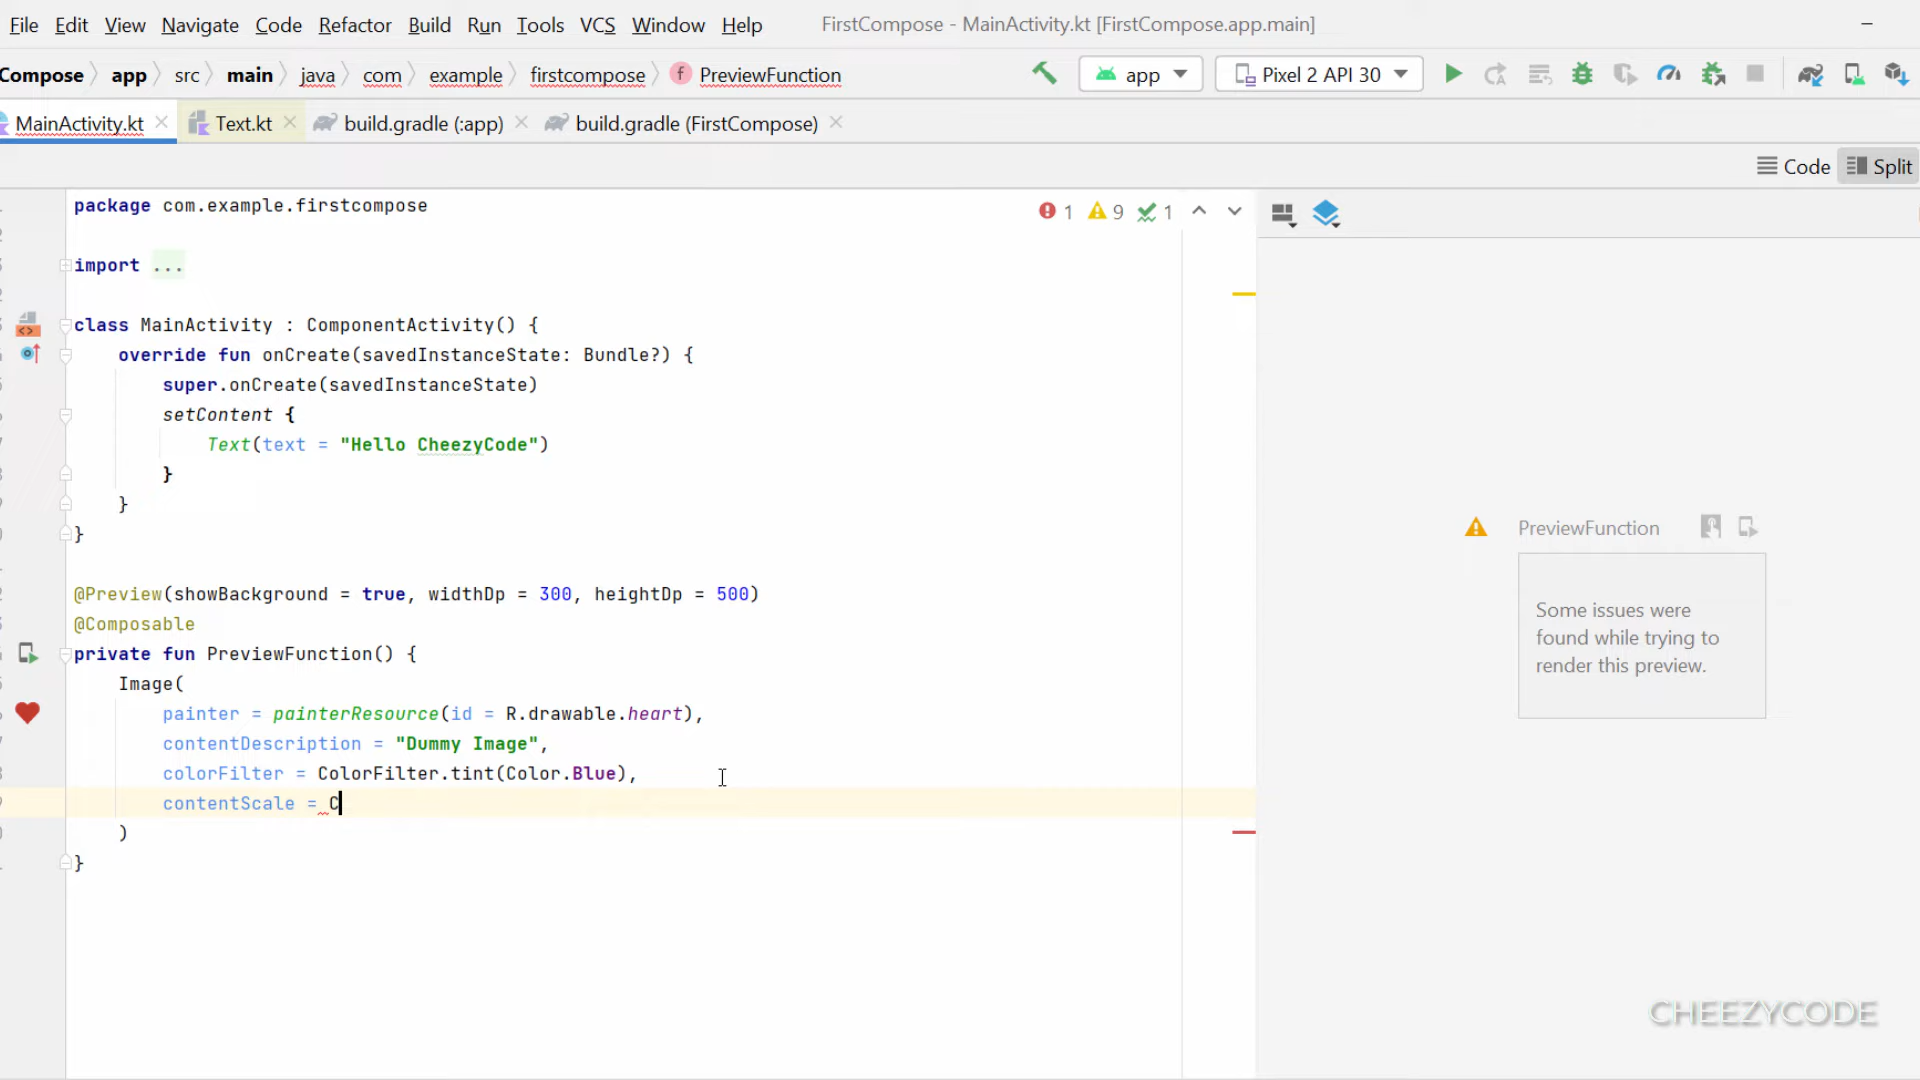 File Edit View Navigate Code Refactor Build Run Tools VCS Window Help FirstCompose - MainActivity.kt [FirstCompose.app.main]
Compose app src main java com example firstcompose f PreviewFunction app Pixel 2 API 30
MainActivity.kt Text.kt build.gradle (:app) build.gradle (FirstCompose)
Code Split
package com.example.firstcompose
1 9 1
import ...
class MainActivity : ComponentActivity() {
override fun onCreate(savedInstanceState: Bundle?) {
super.onCreate(savedInstanceState)
setContent {
Text(text = "Hello CheezyCode")
}
}
}
@Preview(showBackground = true, widthDp = 300, heightDp = 500)
@Composable
private fun PreviewFunction() {
Image(
painter = painterResource(id = R.drawable.heart),
contentDescription = "Dummy Image",
colorFilter = ColorFilter.tint(Color.Blue),
contentScale = C
)
}
PreviewFunction
Some issues were
found while trying to
render this preview.
CHEEZYCODE